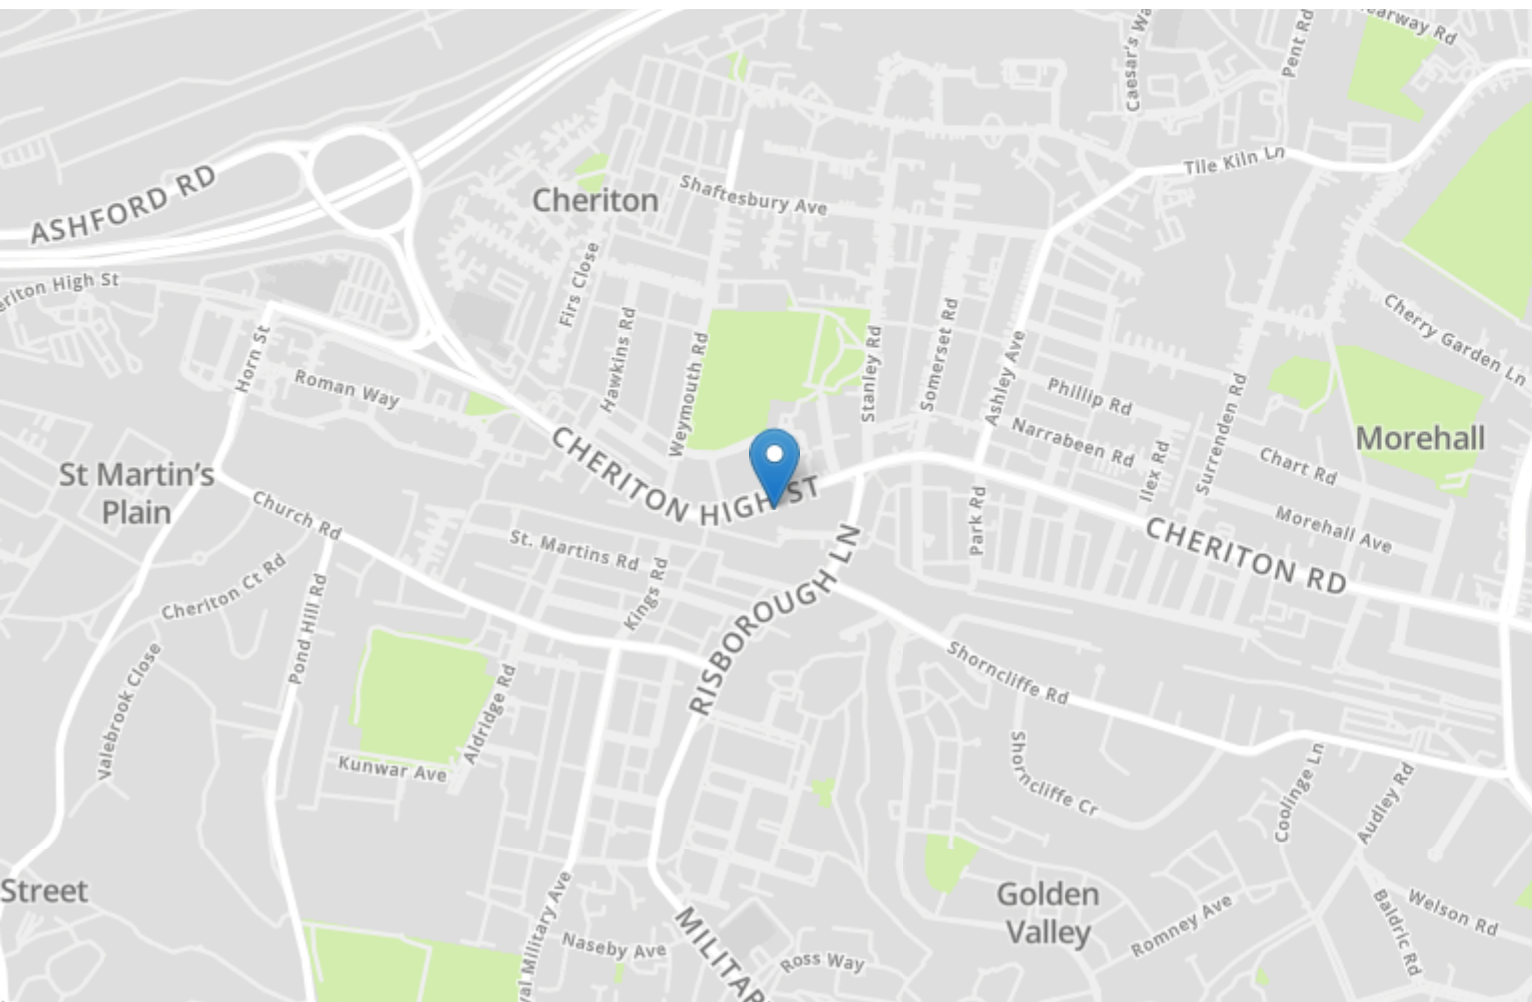 earway Rd
Caesar's Wa
Pent Rd
Tile Kiln Ln
ASHFORD RD
Cheriton
Shaftesbury Ave
eriton High St
Firs Close
Cherry Garden Ln
Horn St
Hawkins Rd
Weymouth Rd
Stanley Rd
Somerset Rd
Ashley Ave
Roman Way
Phillip Rd
Narrabeen Rd
Ilex Rd
Surrenden Rd
Morehall
Chart Rd
CHERITON HIGH ST
St Martin's
Plain
Church Rd
Park Rd
Morehall Ave
CHERITON RD
St. Martins Rd
Kings Rd
RISBOROUGH LN
Cheriton Ct Rd
Pond Hill Rd
Valebrook Close
Aldridge Rd
Shorncliffe Rd
Kunwar Ave
Shorncliffe Cr
Coolinge Ln
Audley Rd
Street
Golden
Valley
Romney Ave
Baldric Rd
Welson Rd
yal Military Ave
Naseby Ave
MILITAR
Ross Way